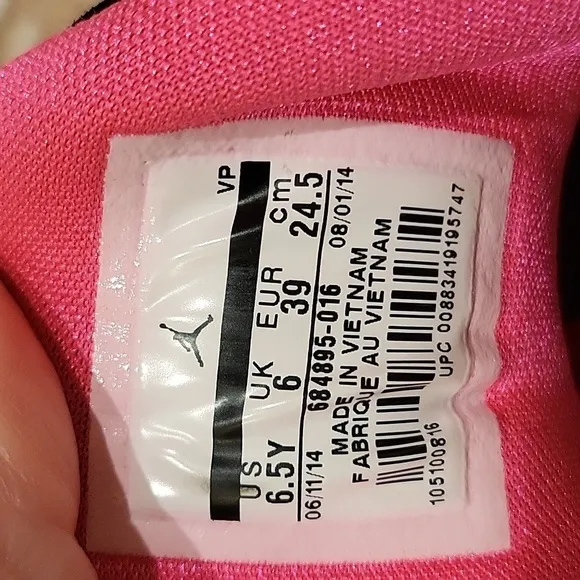 VP
US UK EUR cm
6.5Y 6 39 24.5
06/11/14 684895-016 08/01/14
MADE IN VIETNAM
FABRIQUE AU VIETNAM
UPC 00883419195747